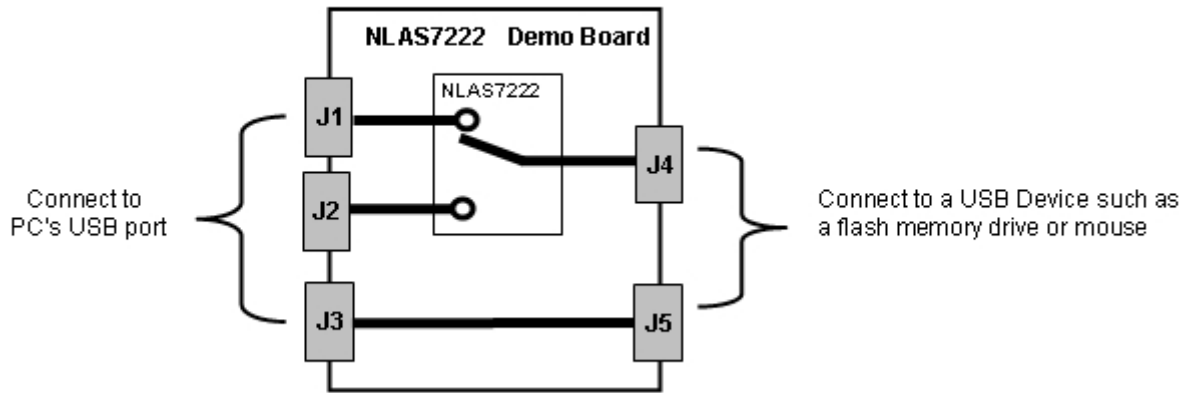 NLAS7222 Demo Board
NLAS7222
J1
J2
J3
J4
J5
Connect to
PC's USB port
Connect to a USB Device such as
a flash memory drive or mouse